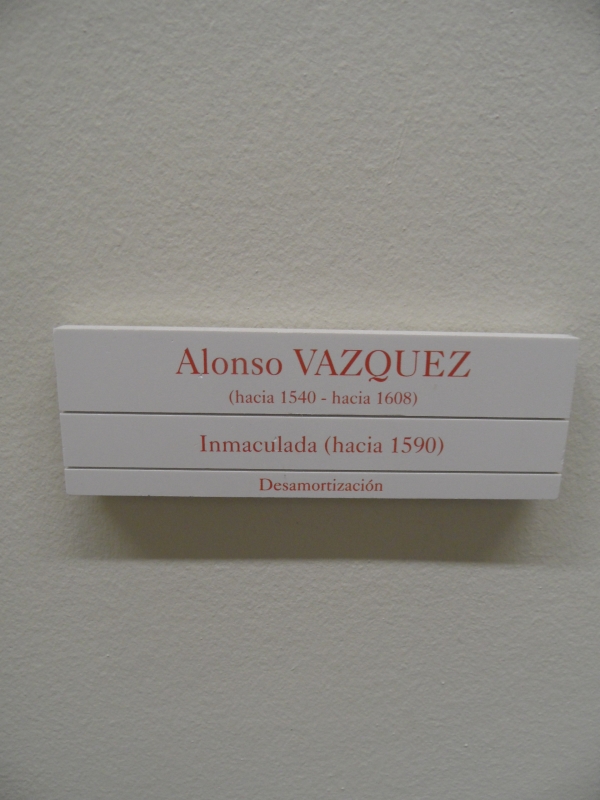 Alonso VAZQUEZ
(hacia 1540 - hacia 1608)
Inmaculada (hacia 1590)
Desamortización